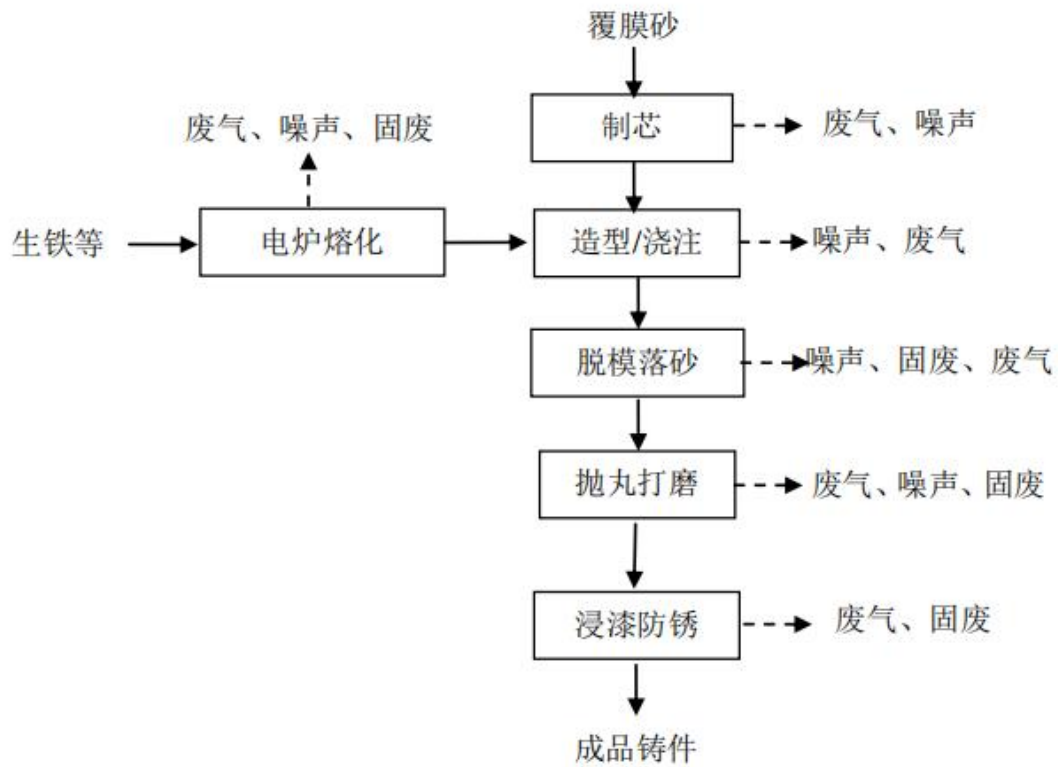 覆膜砂
制芯
废气、噪声
废气、噪声、固废
生铁等
电炉熔化
造型/浇注
噪声、废气
脱模落砂
噪声、固废、废气
抛丸打磨
废气、噪声、固废
浸漆防锈
废气、固废
成品铸件